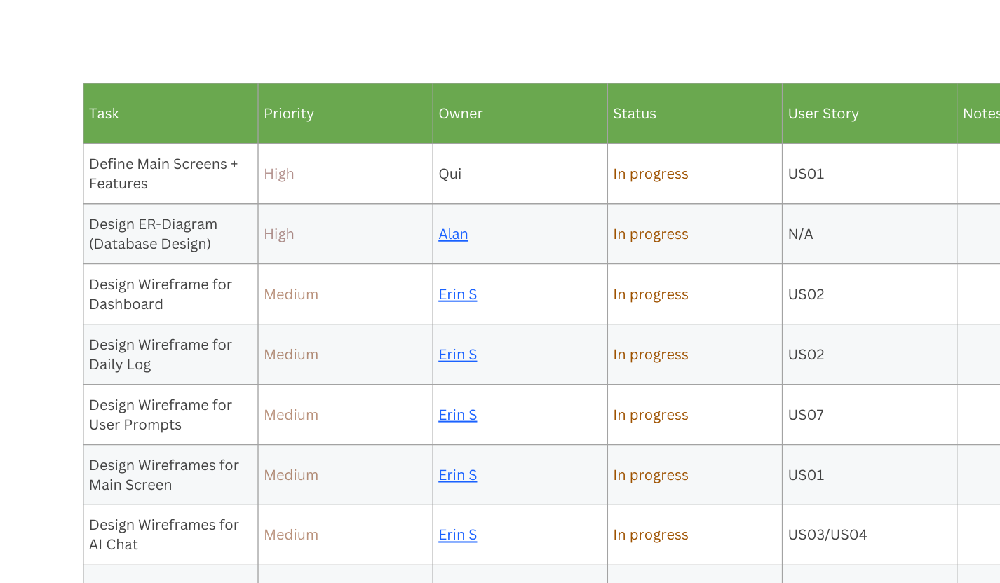 Task Priority Owner Status User Story Notes
Define Main Screens +
Features
High Qui In progress US01
Design ER-Diagram
(Database Design)
High Alan In progress N/A
Design Wireframe for
Dashboard
Medium Erin S In progress US02
Design Wireframe for
Daily Log
Medium Erin S In progress US02
Design Wireframe for
User Prompts
Medium Erin S In progress US07
Design Wireframes for
Main Screen
Medium Erin S In progress US01
Design Wireframes for
AI Chat
Medium Erin S In progress US03/US04